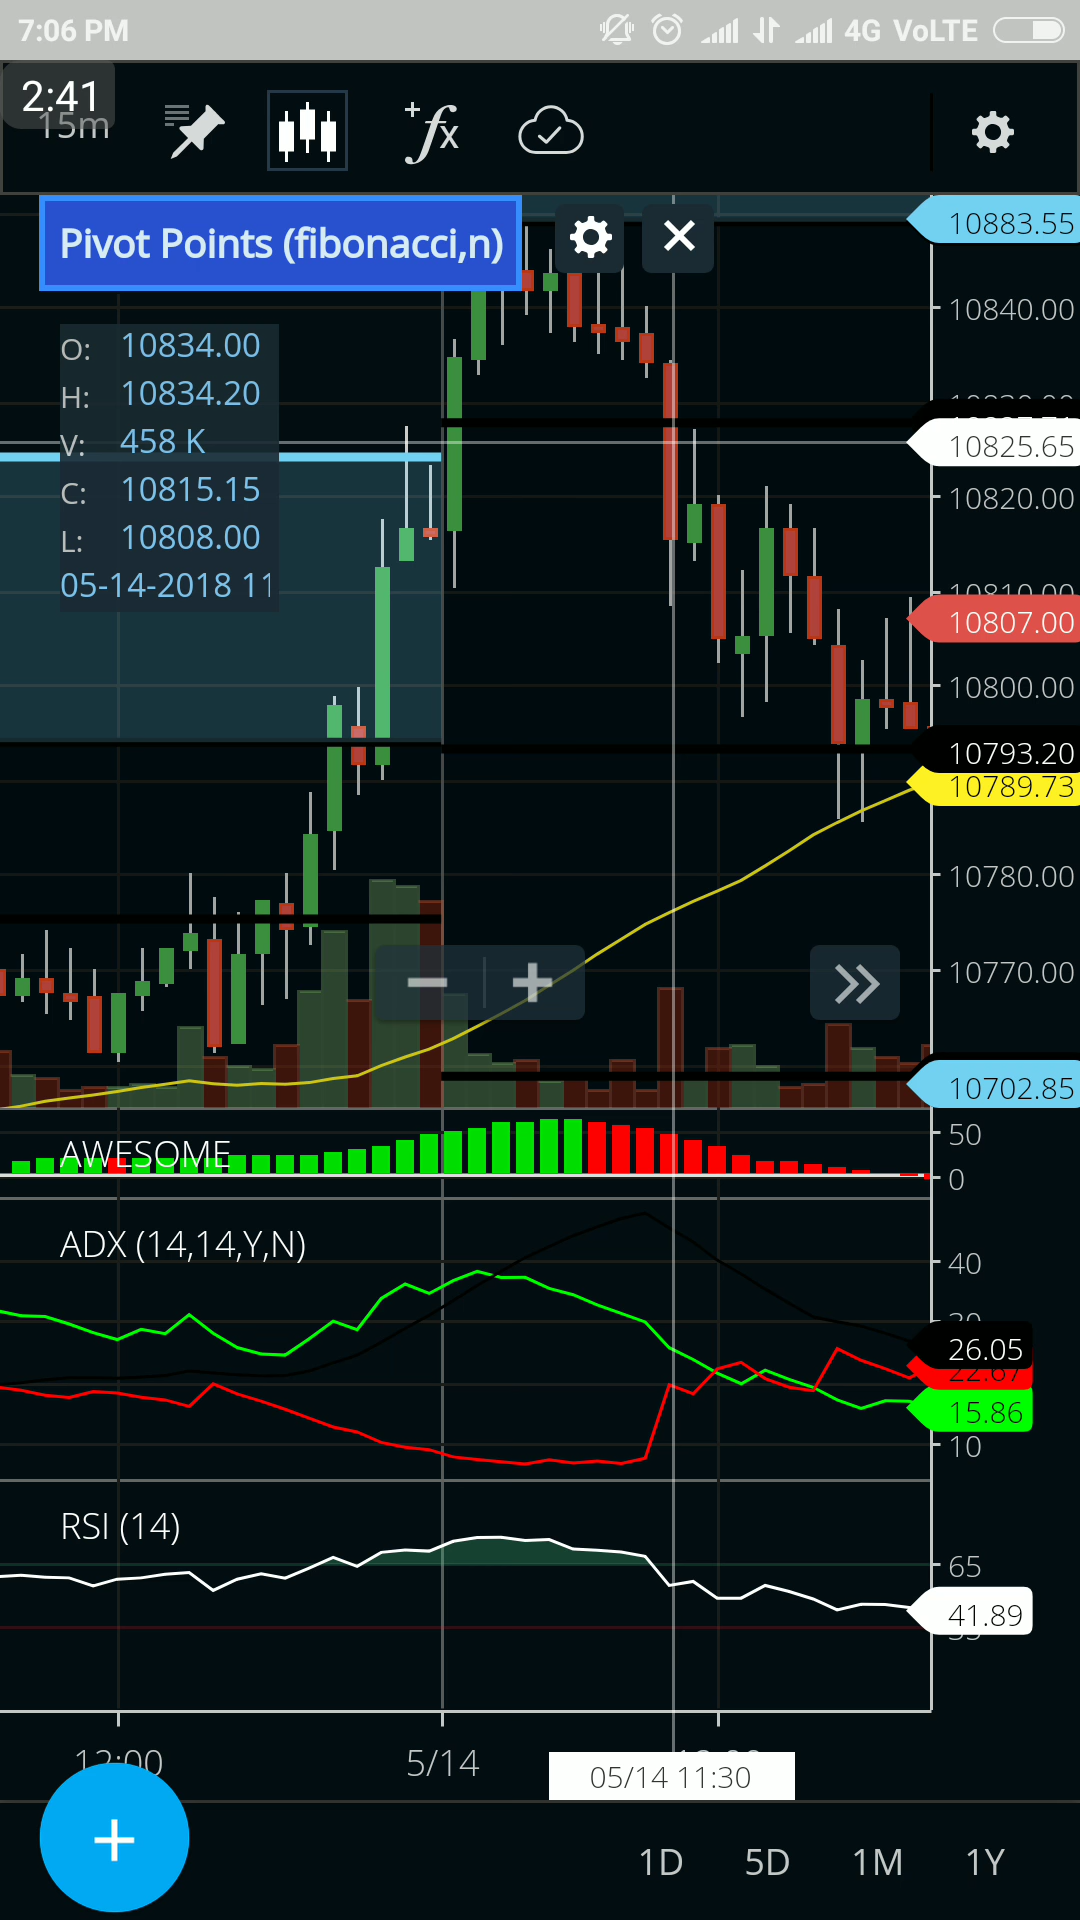 7:06 PM 4G VoLTE
2:41
15m
fx
Pivot Points (fibonacci,n)
10883.55
10840.00
O: 10834.00
H: 10834.20
V: 458 K
C: 10815.15
L: 10808.00
05-14-2018 11
10825.65
10820.00
10807.00
10800.00
10793.20
10789.73
10780.00
10770.00
10702.85
AWESOME
50
0
ADX (14,14,Y,N)
40
26.05
22.67
15.86
10
RSI (14)
65
41.89
12:00 5/14
05/14 11:30
1D 5D 1M 1Y